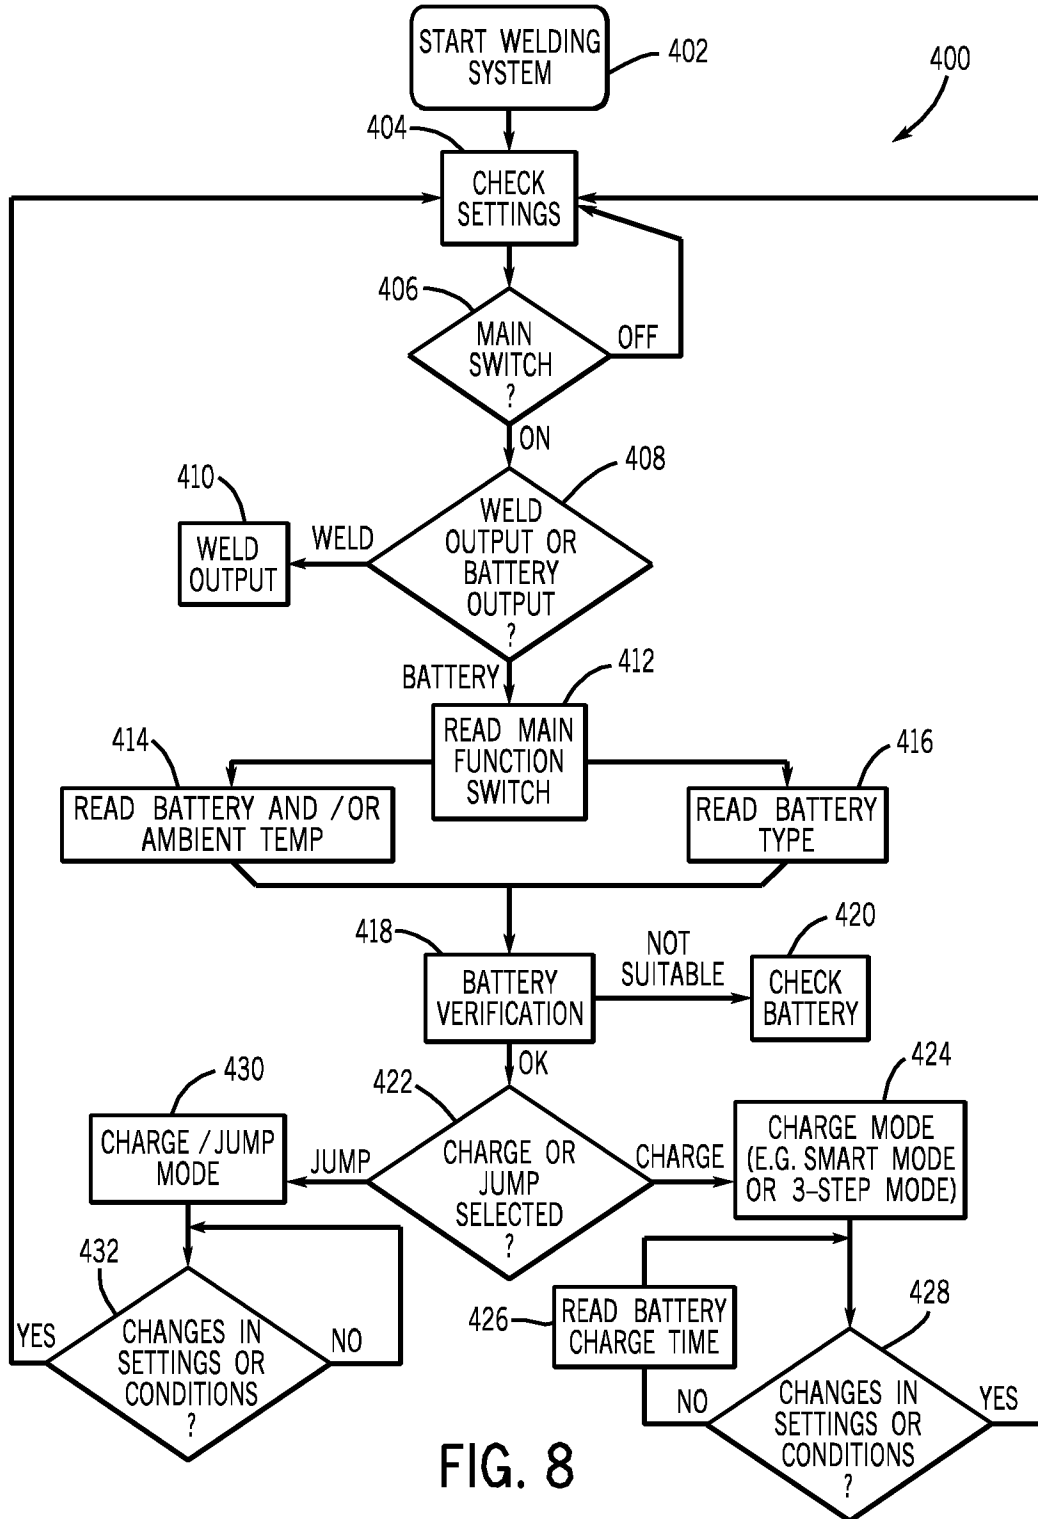 START WELDING
SYSTEM
402
400
404
CHECK
SETTINGS
406
MAIN
SWITCH
?
OFF
ON
408
410
WELD
OUTPUT OR
BATTERY
OUTPUT
?
WELD
WELD
OUTPUT
BATTERY
412
READ MAIN
FUNCTION
SWITCH
414
416
READ BATTERY AND /OR
AMBIENT TEMP
READ BATTERY
TYPE
418
420
BATTERY
VERIFICATION
NOT
SUITABLE
CHECK
BATTERY
OK
422
424
430
CHARGE /JUMP
MODE
JUMP
CHARGE OR
JUMP
SELECTED
?
CHARGE
CHARGE MODE
(E.G. SMART MODE
OR 3-STEP MODE)
432
YES
CHANGES IN
SETTINGS OR
CONDITIONS
?
NO
426
READ BATTERY
CHARGE TIME
428
NO
CHANGES IN
SETTINGS OR
CONDITIONS
?
YES
FIG. 8